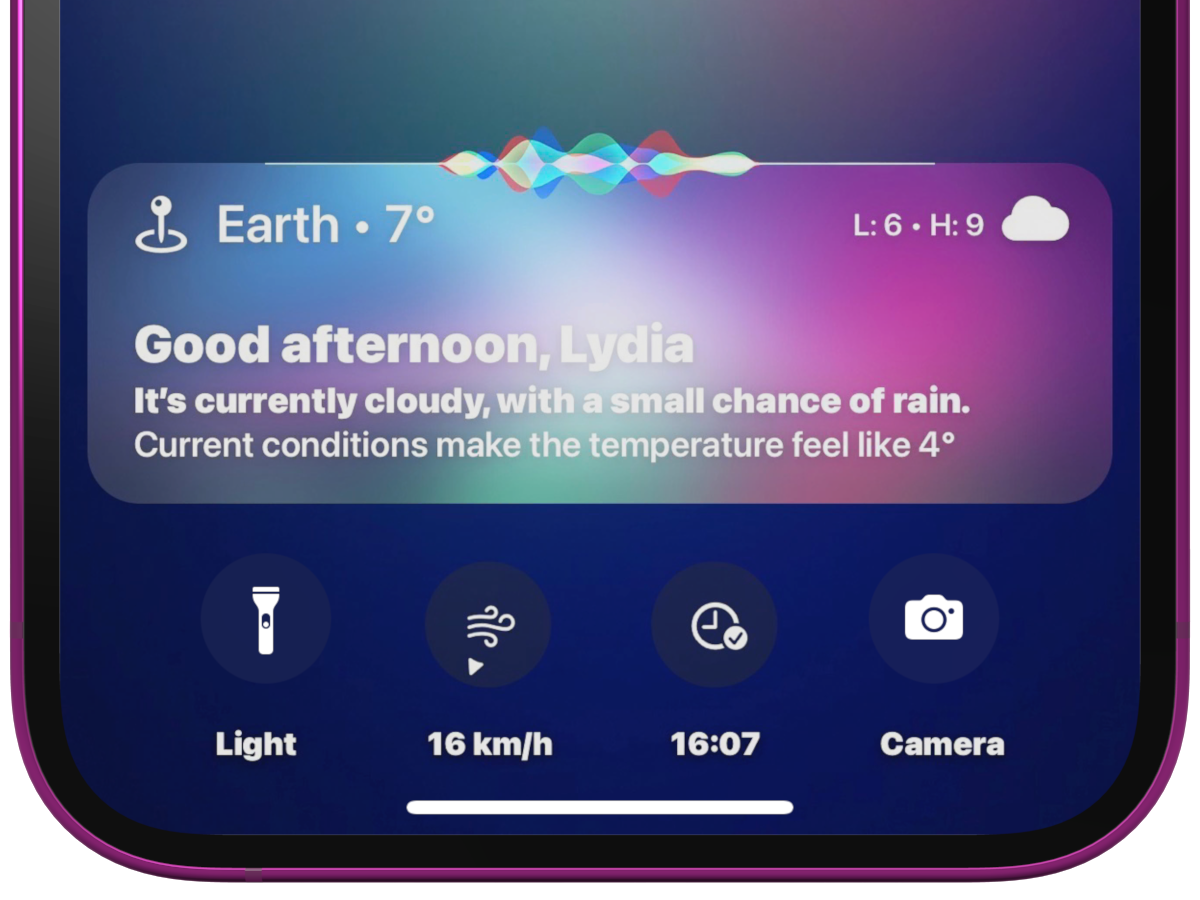 Earth • 7°
L: 6 • H: 9
Good afternoon, Lydia
It’s currently cloudy, with a small chance of rain.
Current conditions make the temperature feel like 4°
Light
16 km/h
16:07
Camera